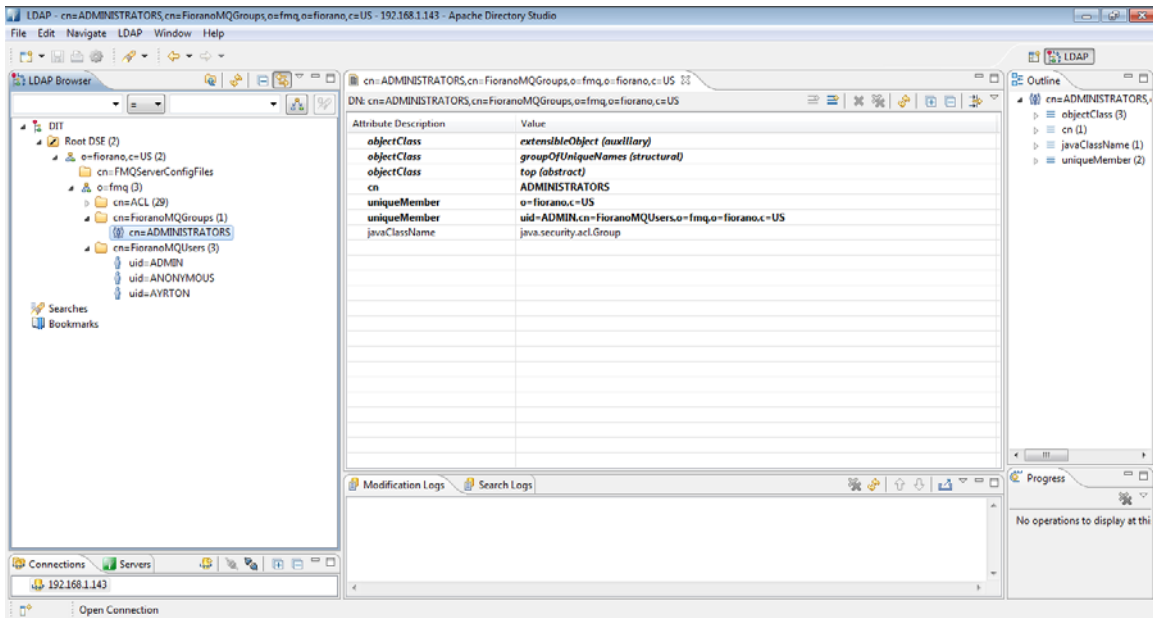 LDAP - cn=ADMINISTRATORS,cn=FioranoMQGroups,o=fmq,o=fiorano,c=US - 192.168.1.143 - Apache Directory Studio
File Edit Navigate LDAP Window Help
LDAP
LDAP Browser
=
DIT
Root DSE (2)
o=fiorano,c=US (2)
cn=FMQServerConfigFiles
o=fmq (3)
cn=ACL (29)
cn=FioranoMQGroups (1)
cn=ADMINISTRATORS
cn=FioranoMQUsers (3)
uid=ADMIN
uid=ANONYMOUS
uid=AYRTON
Searches
Bookmarks
cn=ADMINISTRATORS,cn=FioranoMQGroups,o=fmq,o=fiorano,c=US
DN: cn=ADMINISTRATORS,cn=FioranoMQGroups,o=fmq,o=fiorano,c=US
Attribute Description Value
objectClass extensibleObject (auxiliary)
objectClass groupOfUniqueNames (structural)
objectClass top (abstract)
cn ADMINISTRATORS
uniqueMember o=fiorano,c=US
uniqueMember uid=ADMIN,cn=FioranoMQUsers,o=fmq,o=fiorano,c=US
javaClassName java.security.acl.Group
Outline
cn=ADMINISTRATORS,
objectClass (3)
cn (1)
javaClassName (1)
uniqueMember (2)
Modification Logs Search Logs
Progress
No operations to display at thi
Connections Servers
192.168.1.143
Open Connection